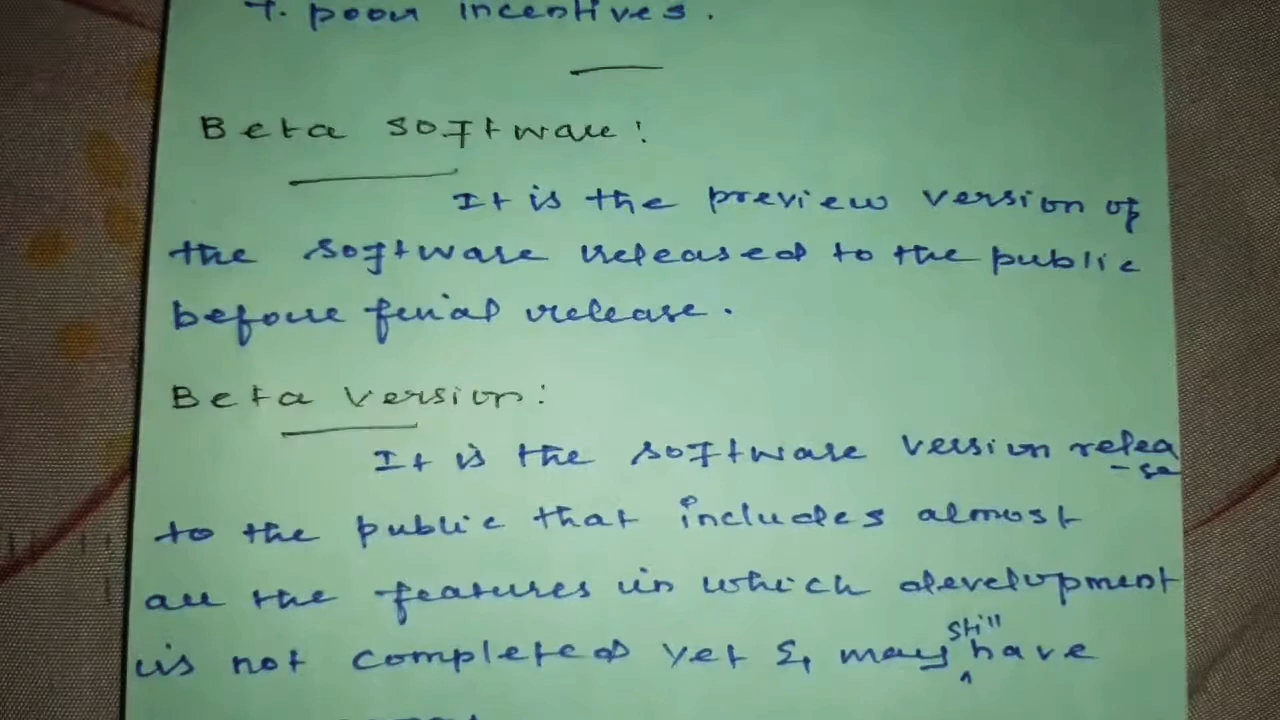 7. poor incentives.
Beta software:
It is the preview version of
the software released to the public
before final release.
Beta version:
It is the software version relea
-se
to the public that includes almost
all the features in which development
is not completed yet & may still have